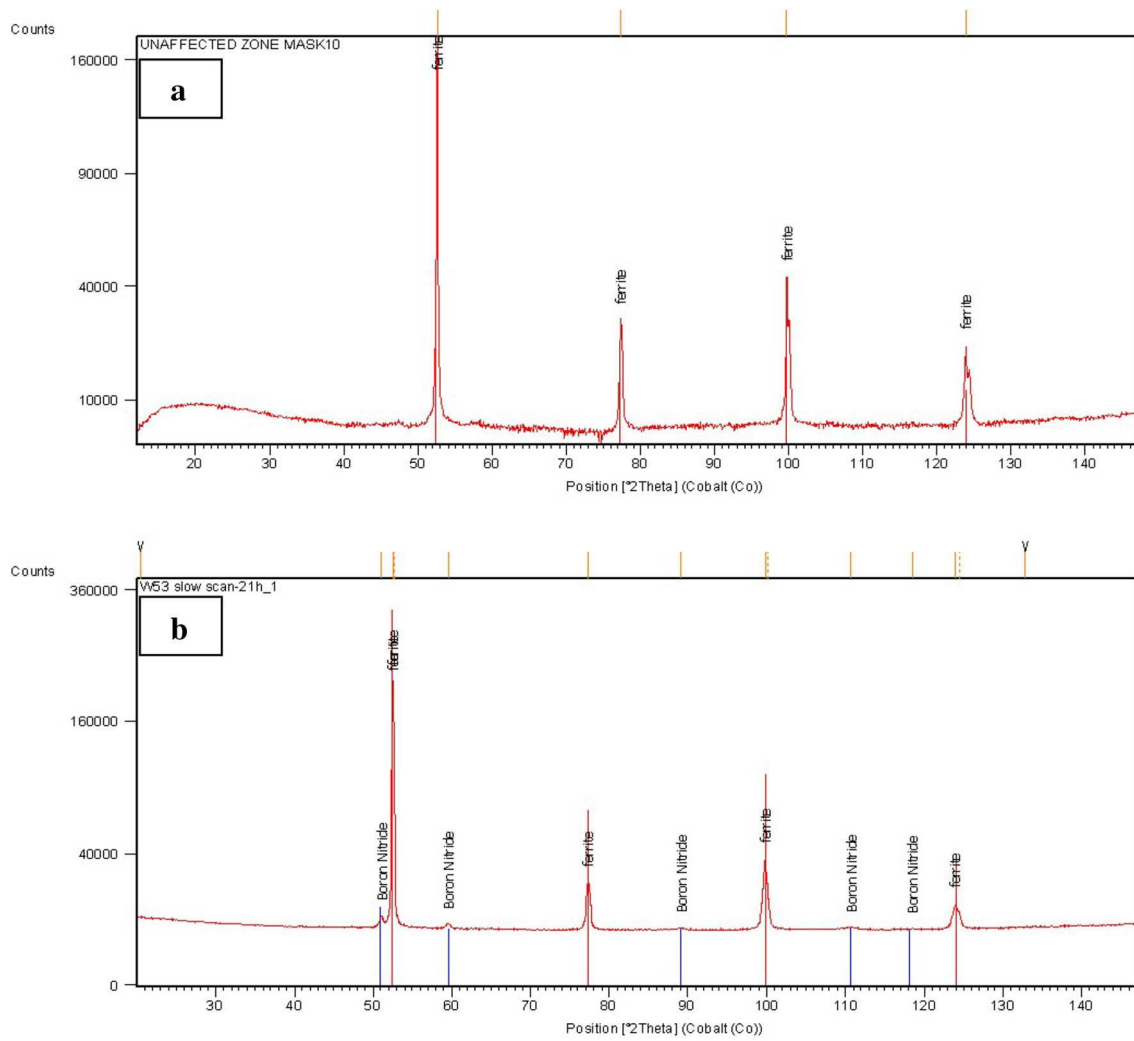 Counts
UNAFFECTED ZONE MASK10
a
160000
90000
40000
10000
ferrite
ferrite
ferrite
ferrite
20 30 40 50 60 70 80 90 100 110 120 130 140
Position [°2Theta] (Cobalt (Co))
Counts
V V
W53 slow scan-21h_1
b
360000
160000
40000
0
Boron Nitride
ferrite
Boron Nitride
ferrite
Boron Nitride
ferrite
Boron Nitride
Boron Nitride
ferrite
30 40 50 60 70 80 90 100 110 120 130 140
Position [°2Theta] (Cobalt (Co))